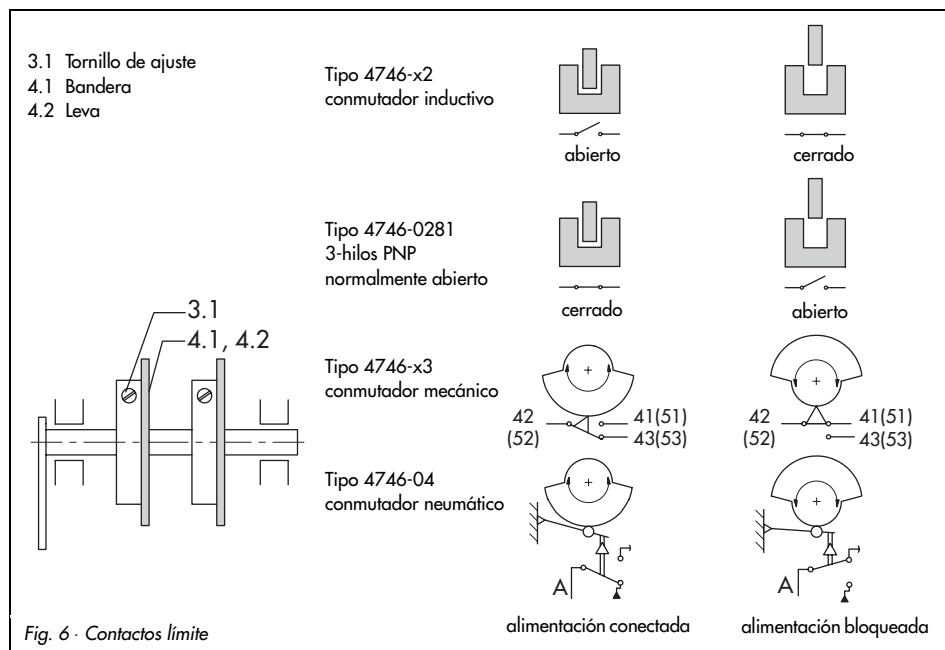 3.1 Tornillo de ajuste
4.1 Bandera
4.2 Leva
Tipo 4746-x2
conmutador inductivo
abierto
cerrado
Tipo 4746-0281
3-hilos PNP
normalmente abierto
cerrado
abierto
3.1
4.1, 4.2
Tipo 4746-x3
conmutador mecánico
42
(52)
41(51)
43(53)
42
(52)
41(51)
43(53)
Tipo 4746-04
conmutador neumático
A
A
alimentación conectada
alimentación bloqueada
Fig. 6 · Contactos límite